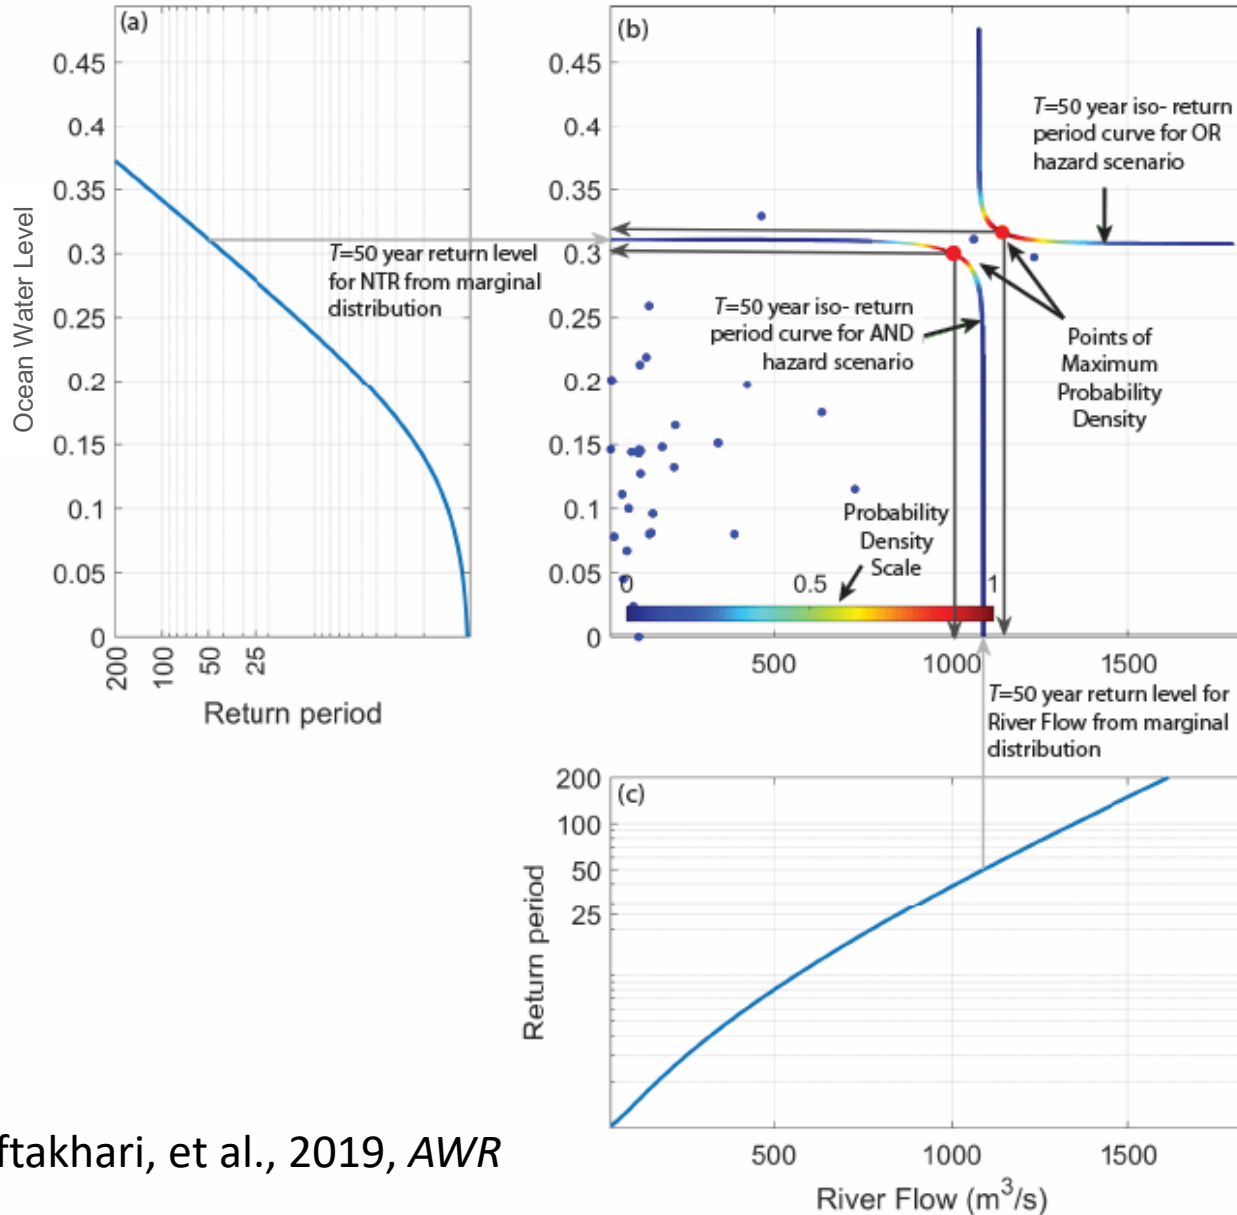 (a)
0.45
0.4
0.35
0.3
0.25
0.2
0.15
0.1
0.05
0
Ocean Water Level
200
100
50
25
Return period
T=50 year return level
for NTR from marginal
distribution
(b)
0.45
0.4
0.35
0.3
0.25
0.2
0.15
0.1
0.05
0
T=50 year iso- return
period curve for OR
hazard scenario
T=50 year iso- return
period curve for AND
hazard scenario
Points of
Maximum
Probability
Density
Probability
Density
Scale
0 0.5 1
500 1000 1500
T=50 year return level for
River Flow from marginal
distribution
(c)
200
100
50
25
Return period
500 1000 1500
River Flow (m³/s)
ftakhari, et al., 2019, AWR